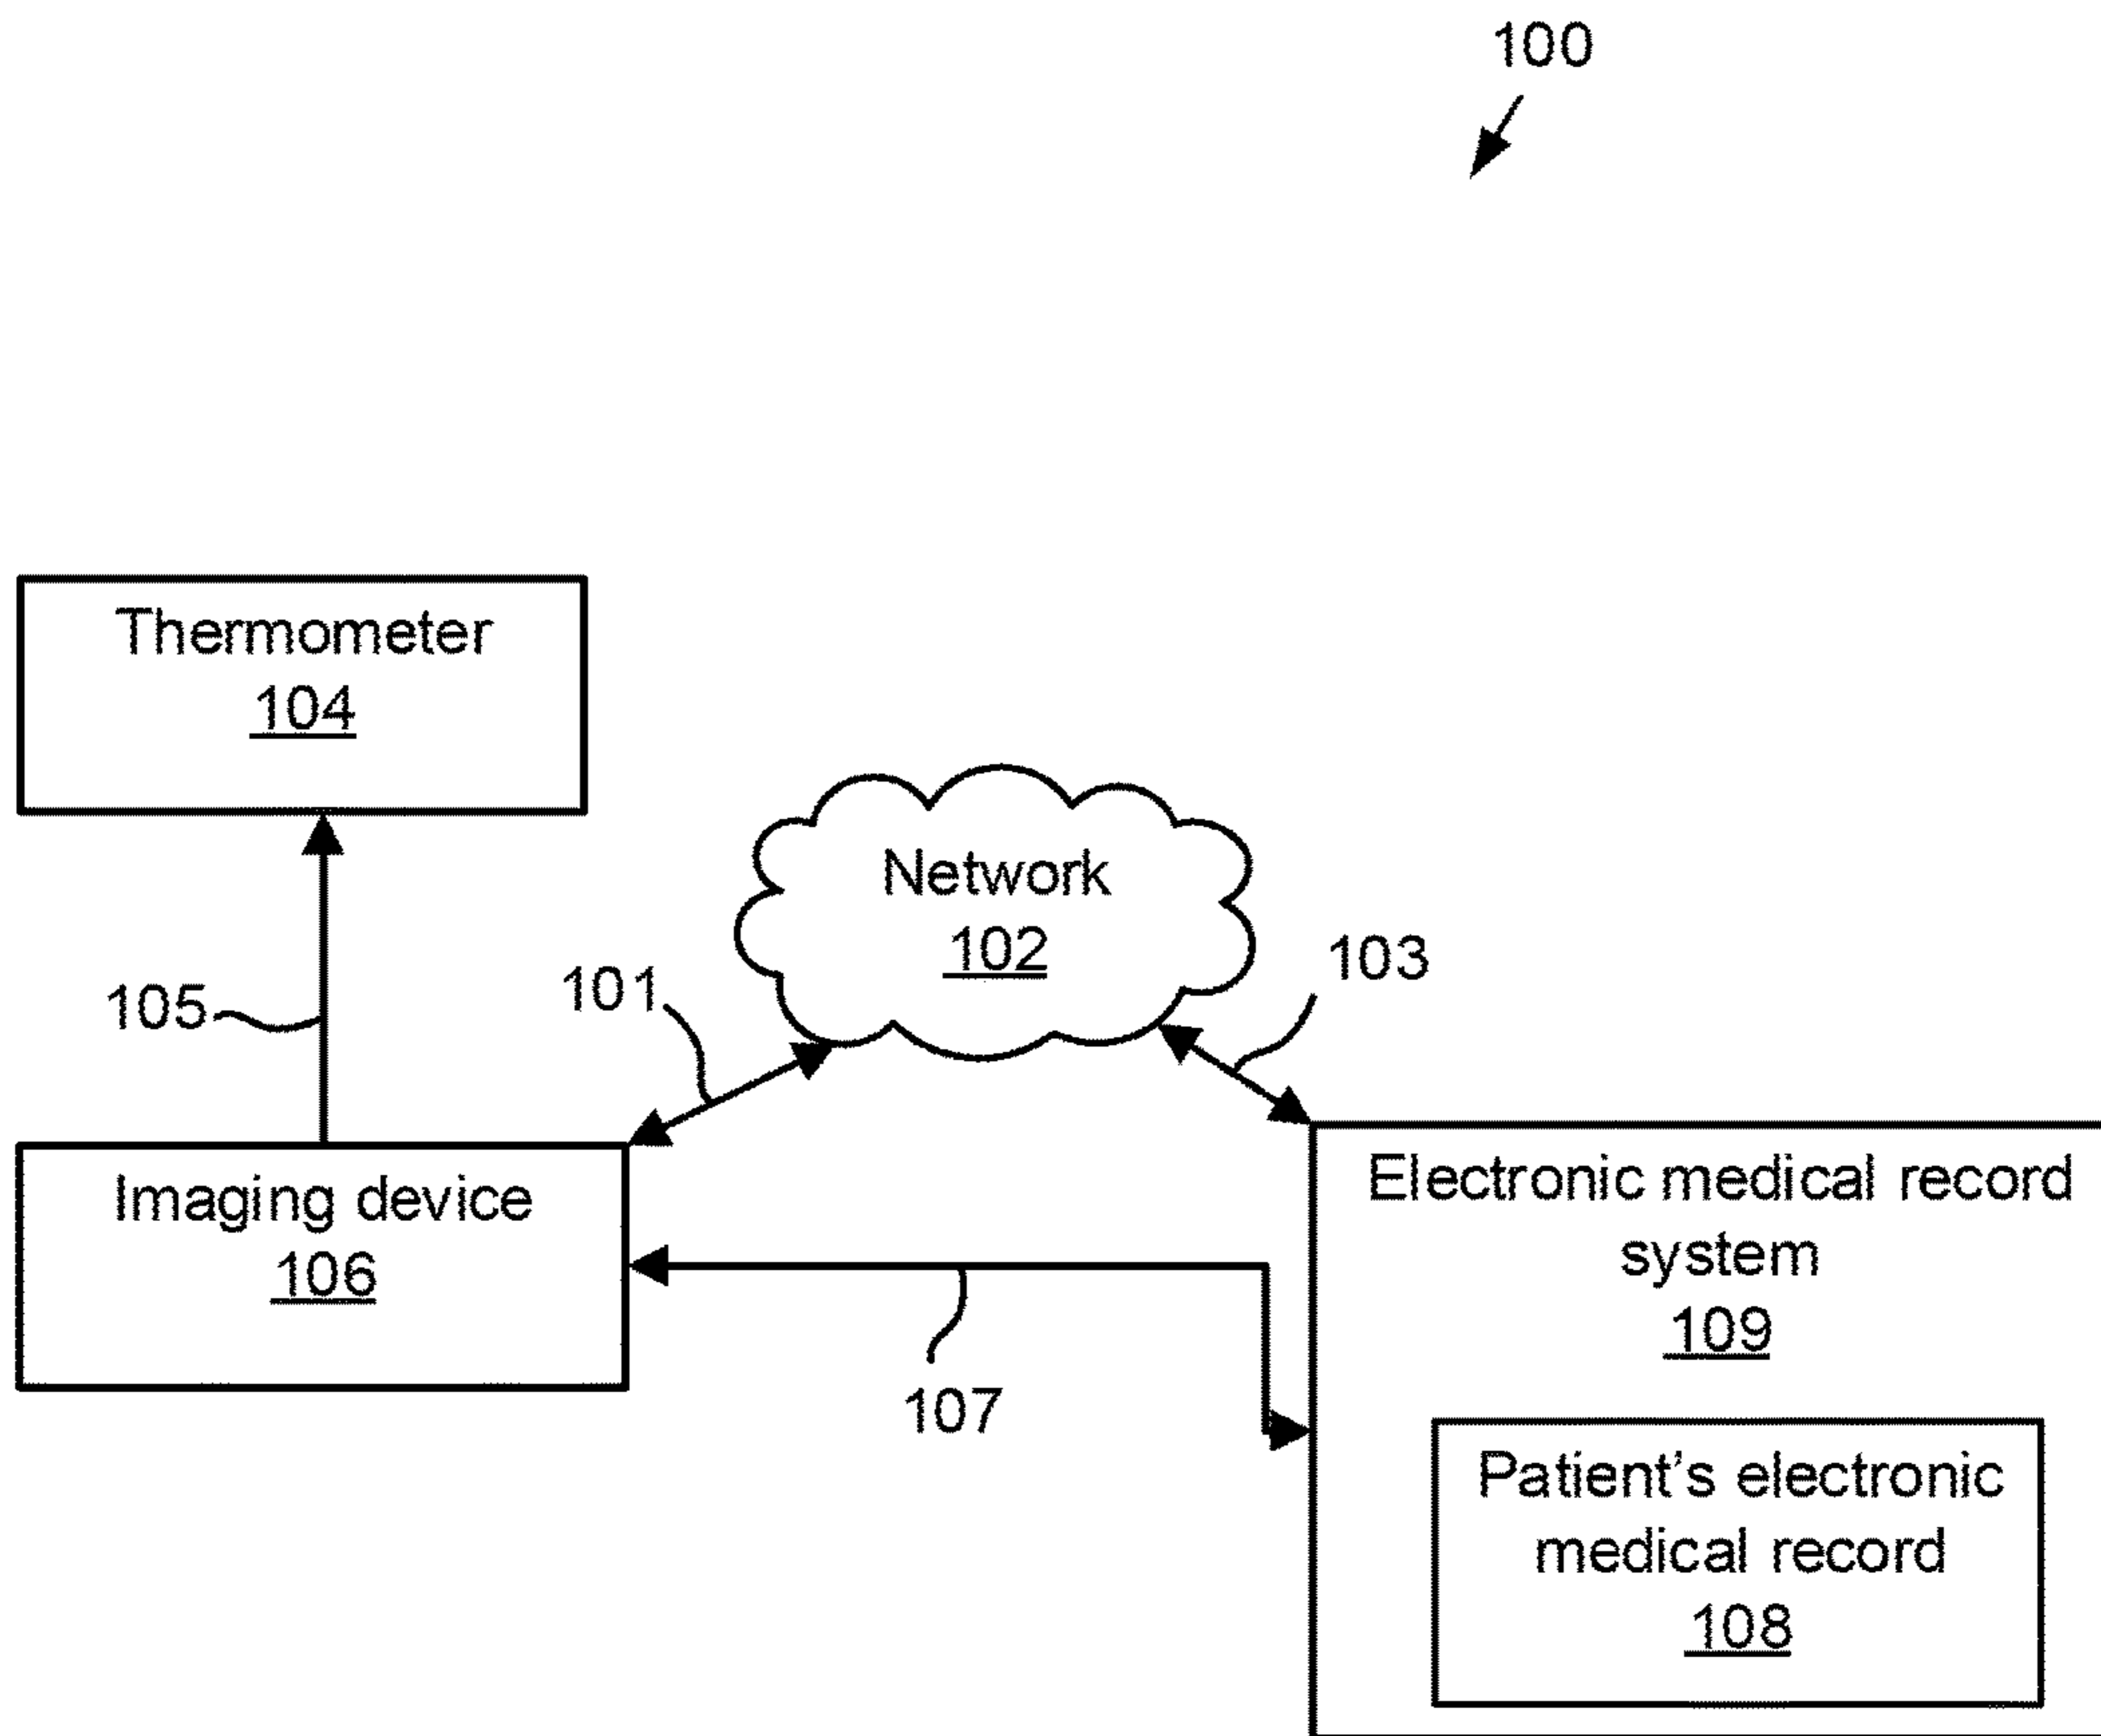 100
Thermometer
104
Network
102
103
101
105
Imaging device
106
Electronic medical record
system
109
107
Patient’s electronic
medical record
108